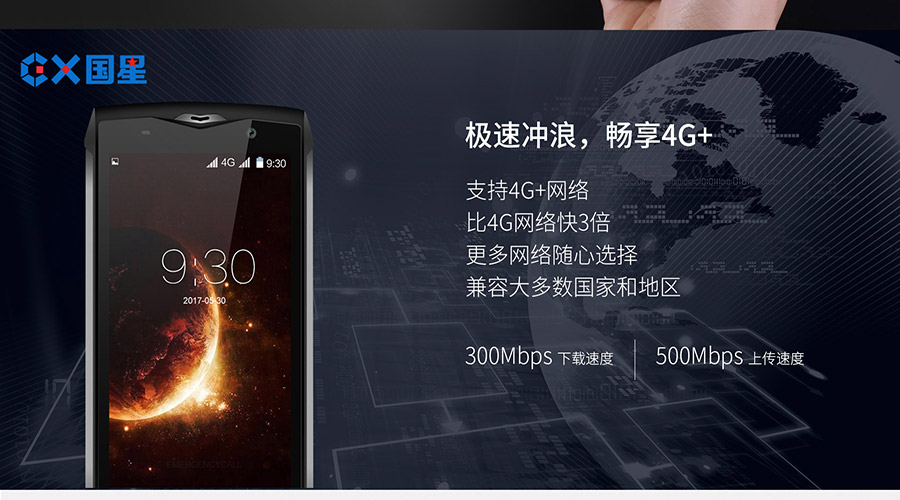 CX国星
极速冲浪，畅享4G+
4G 9:30
支持4G+网络
比4G网络快3倍
更多网络随心选择
9:30
兼容大多数国家和地区
2017-05-30
300Mbps 下载速度
500Mbps 上传速度
EMERGENCY CALL